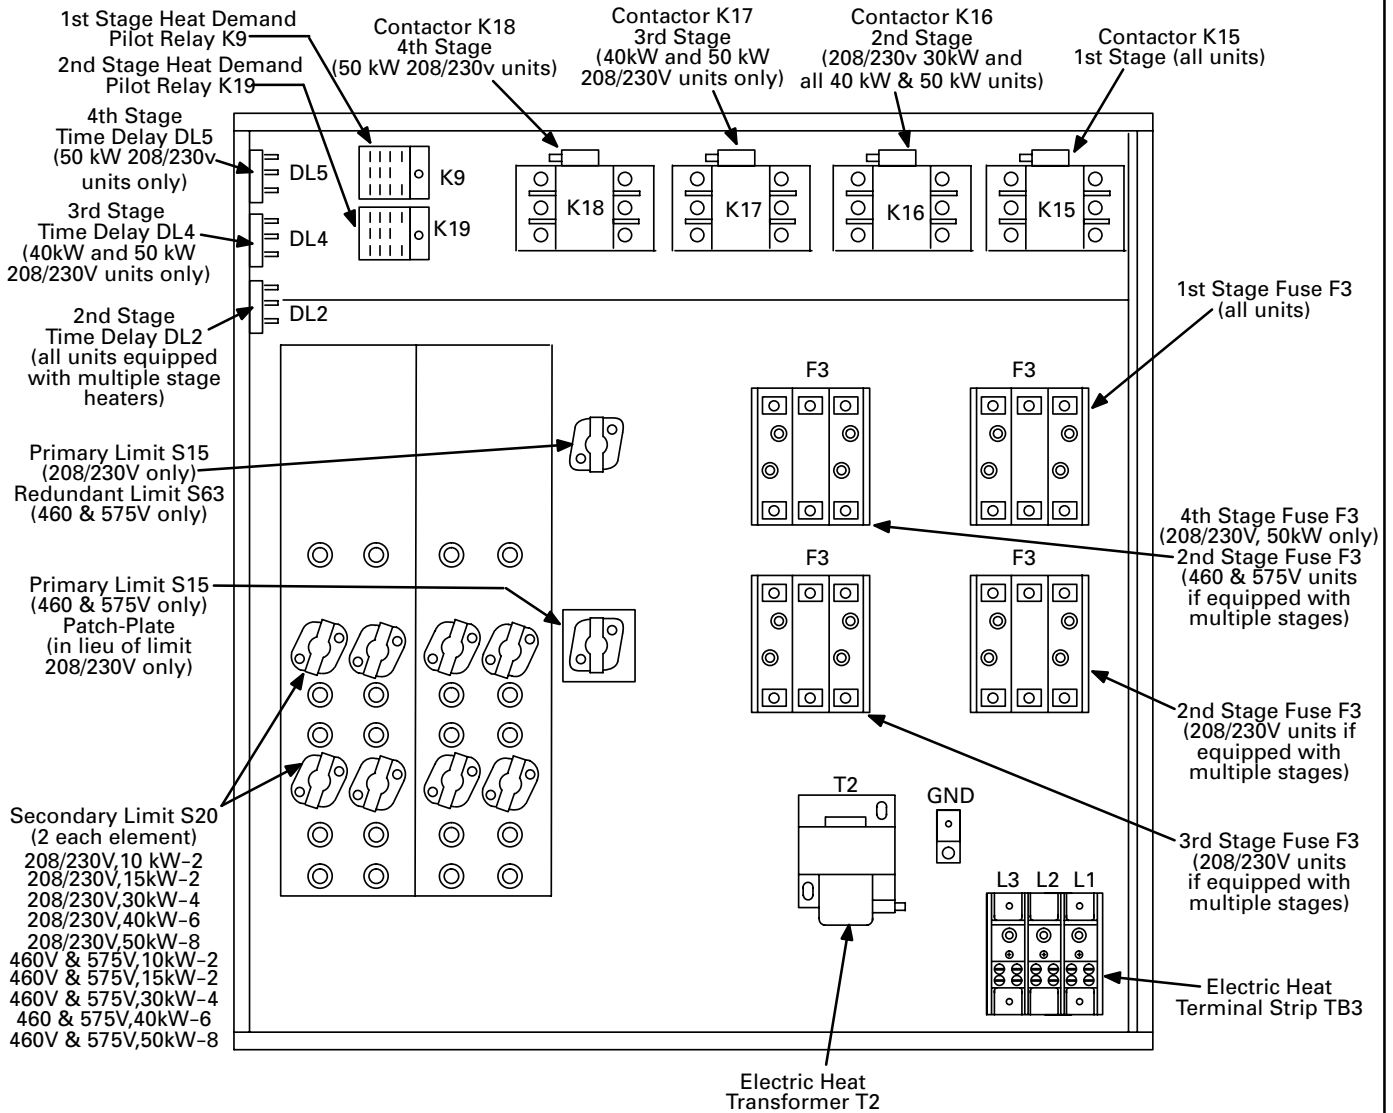 1st Stage Heat Demand
Pilot Relay K9
2nd Stage Heat Demand
Pilot Relay K19
Contactor K18
4th Stage
(50 kW 208/230v units)
Contactor K17
3rd Stage
(40kW and 50 kW
208/230V units only)
Contactor K16
2nd Stage
(208/230v 30kW and
all 40 kW & 50 kW units)
Contactor K15
1st Stage (all units)
4th Stage
Time Delay DL5
(50 kW 208/230v
units only)
3rd Stage
Time Delay DL4
(40kW and 50 kW
208/230V units only)
2nd Stage
Time Delay DL2
(all units equipped
with multiple stage
heaters)
DL5
DL4
DL2
K9
K19
K18
K17
K16
K15
1st Stage Fuse F3
(all units)
F3
F3
Primary Limit S15
(208/230V only)
Redundant Limit S63
(460 & 575V only)
4th Stage Fuse F3
(208/230V, 50kW only)
2nd Stage Fuse F3
(460 & 575V units
if equipped with
multiple stages)
F3
F3
Primary Limit S15
(460 & 575V only)
Patch-Plate
(in lieu of limit
208/230V only)
2nd Stage Fuse F3
(208/230V units if
equipped with
multiple stages)
T2
GND
3rd Stage Fuse F3
(208/230V units
if equipped with
multiple stages)
Secondary Limit S20
(2 each element)
208/230V,10 kW-2
208/230V,15kW-2
208/230V,30kW-4
208/230V,40kW-6
208/230V,50kW-8
460V & 575V,10kW-2
460V & 575V,15kW-2
460V & 575V,30kW-4
460 & 575V,40kW-6
460V & 575V,50kW-8
L3 L2 L1
Electric Heat
Terminal Strip TB3
Electric Heat
Transformer T2